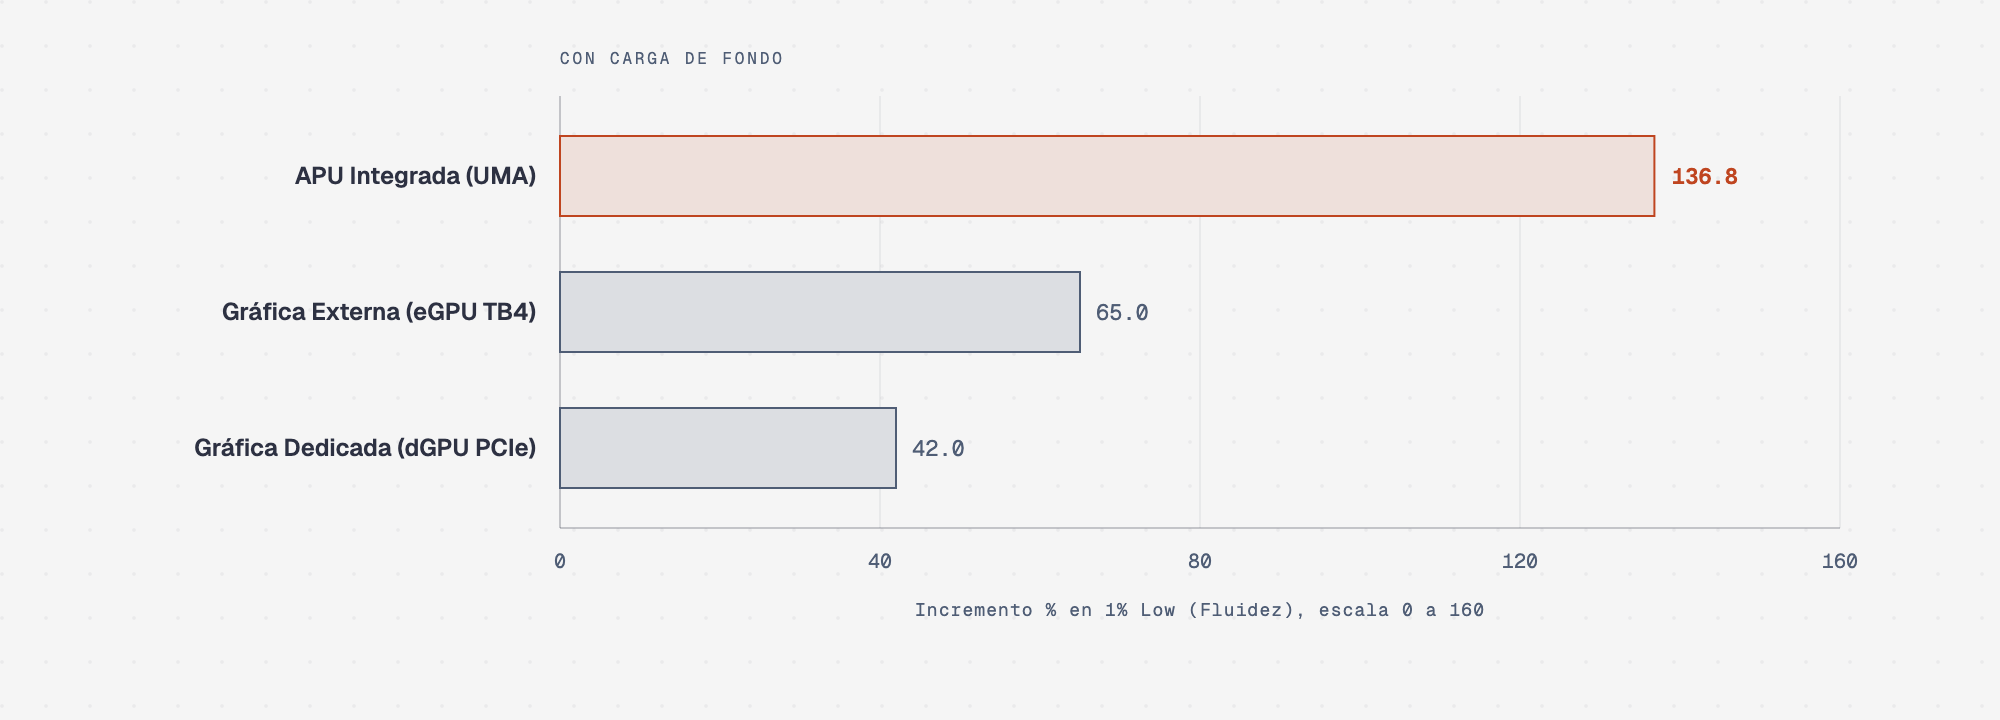 CON CARGA DE FONDO
APU Integrada (UMA)
136.8
Gráfica Externa (eGPU TB4)
65.0
Gráfica Dedicada (dGPU PCIe)
42.0
0 40 80 120 160
Incremento % en 1% Low (Fluidez), escala 0 a 160